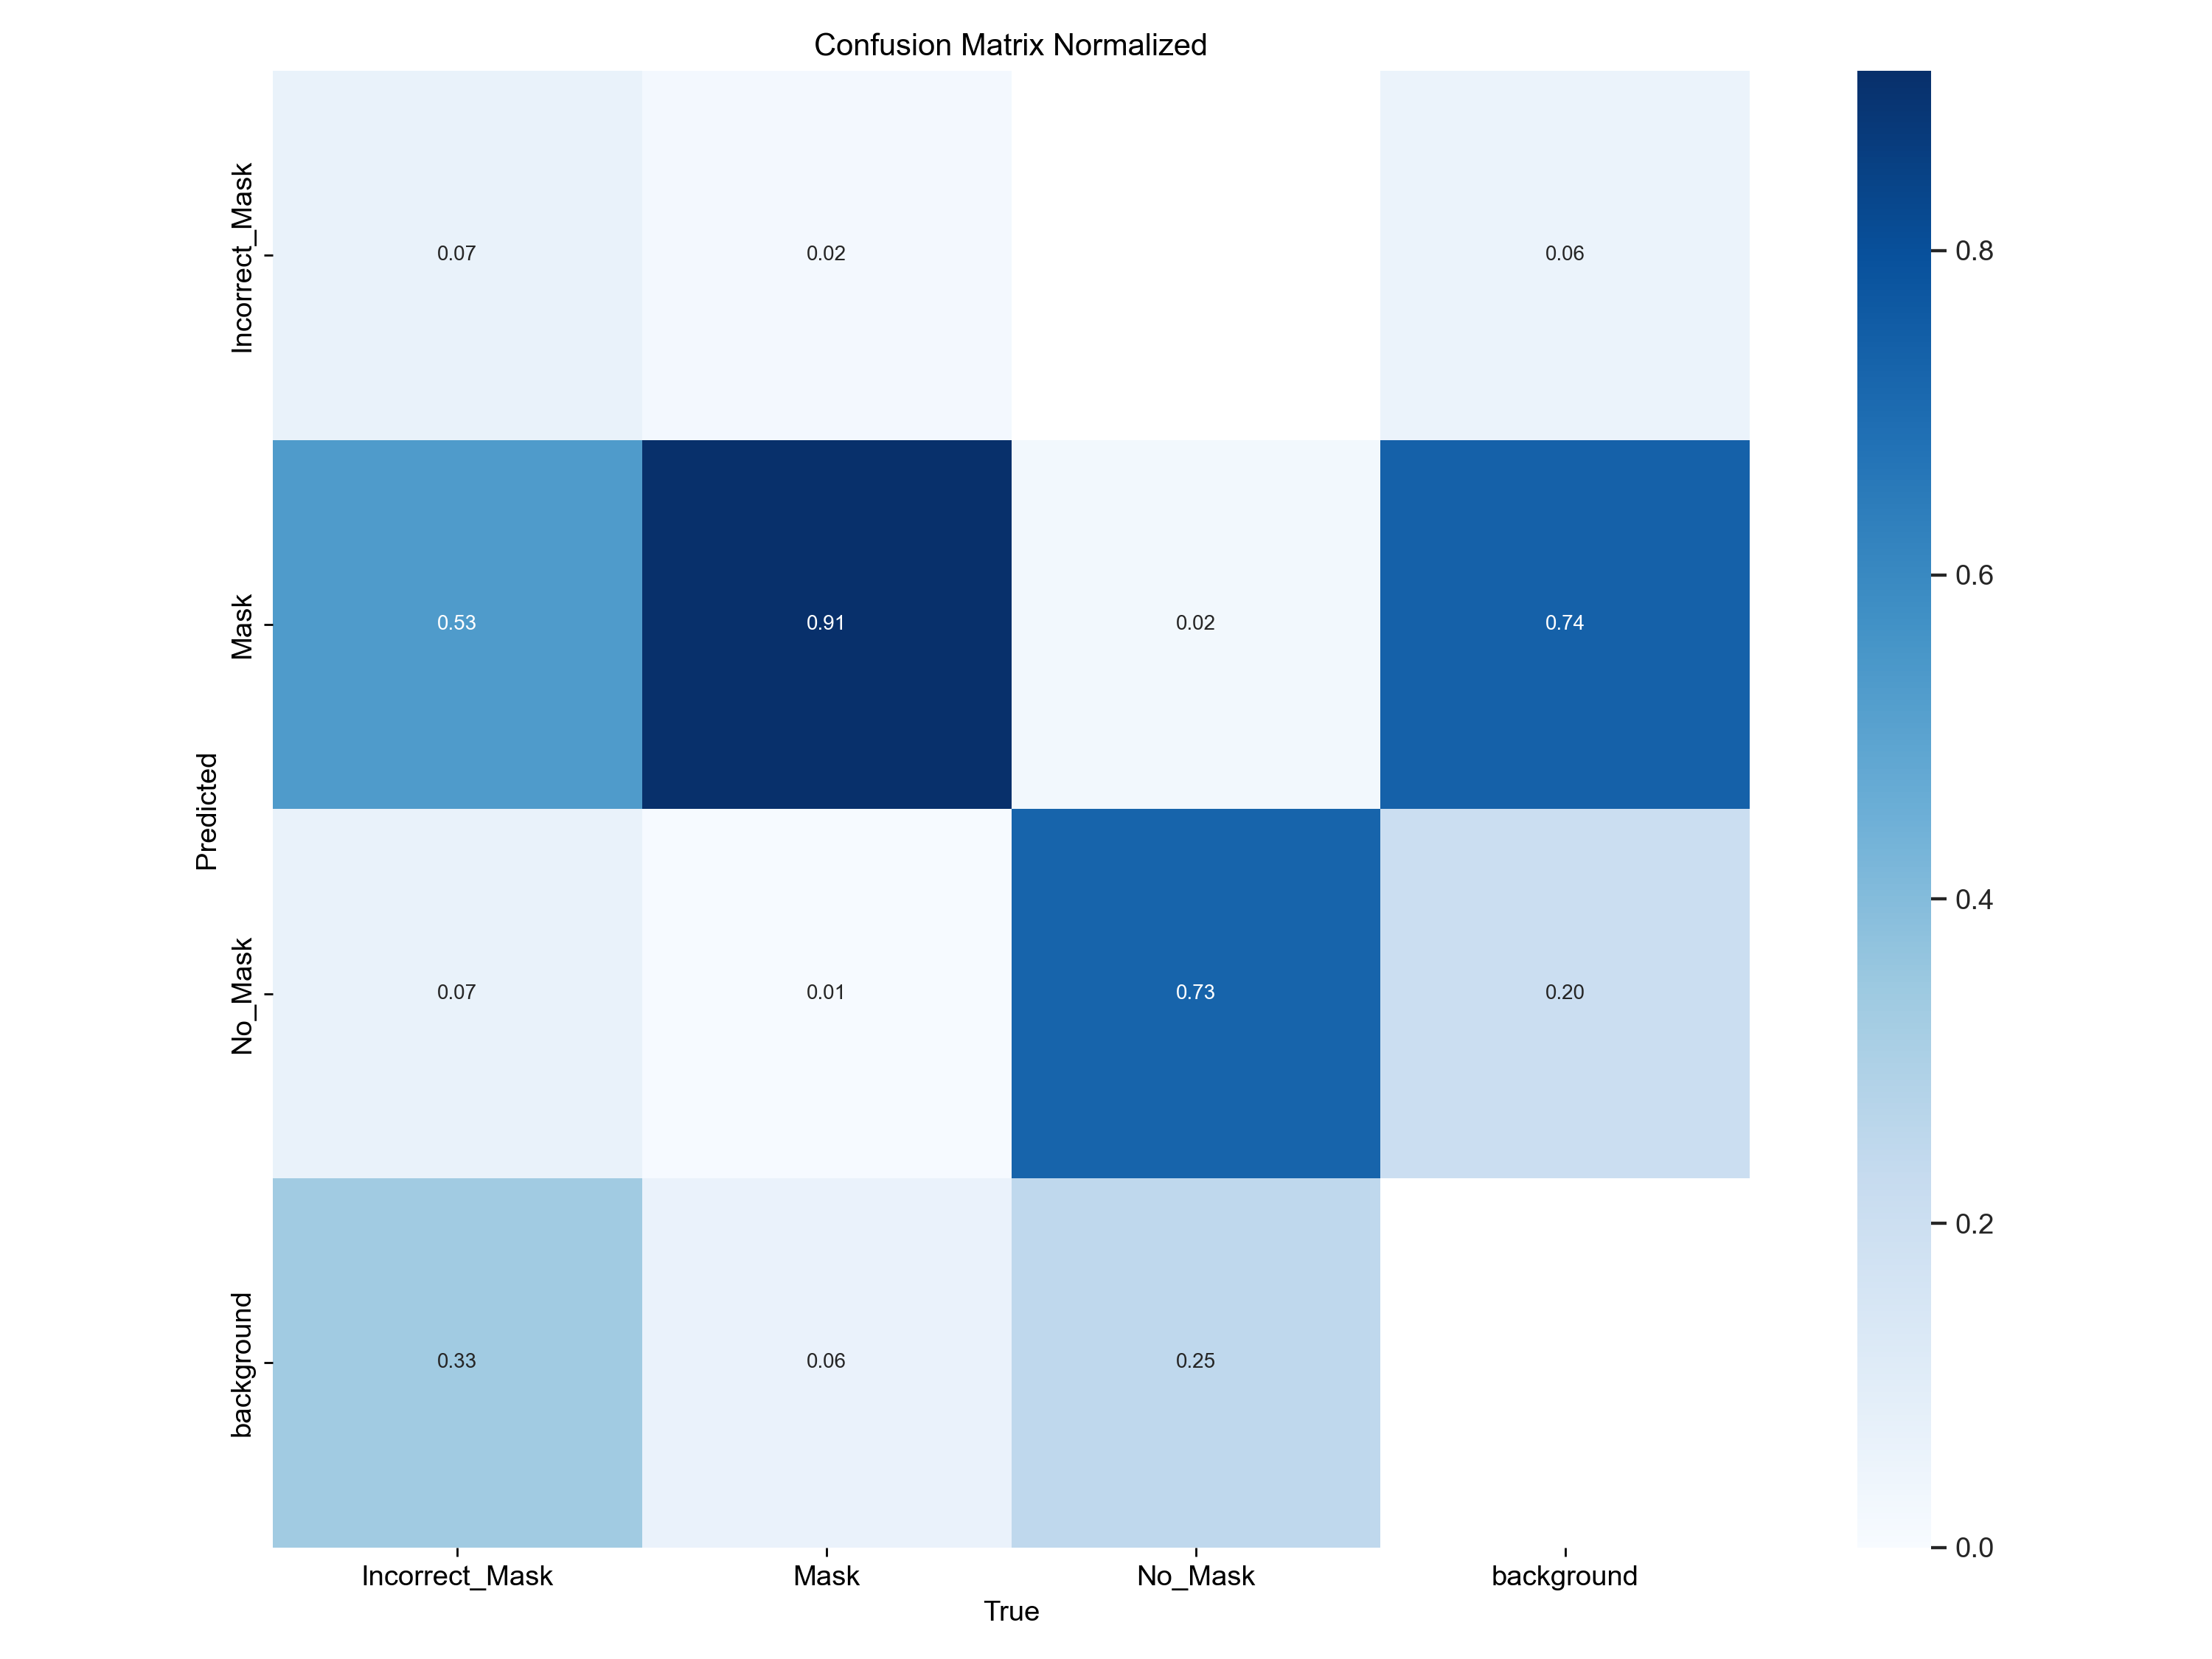 Confusion Matrix Normalized
Incorrect_Mask
0.07
0.02
0.06
0.8
Mask
0.53
0.91
0.02
0.74
0.6
Predicted
0.4
No_Mask
0.07
0.01
0.73
0.20
0.2
background
0.33
0.06
0.25
0.0
Incorrect_Mask
Mask
No_Mask
background
True